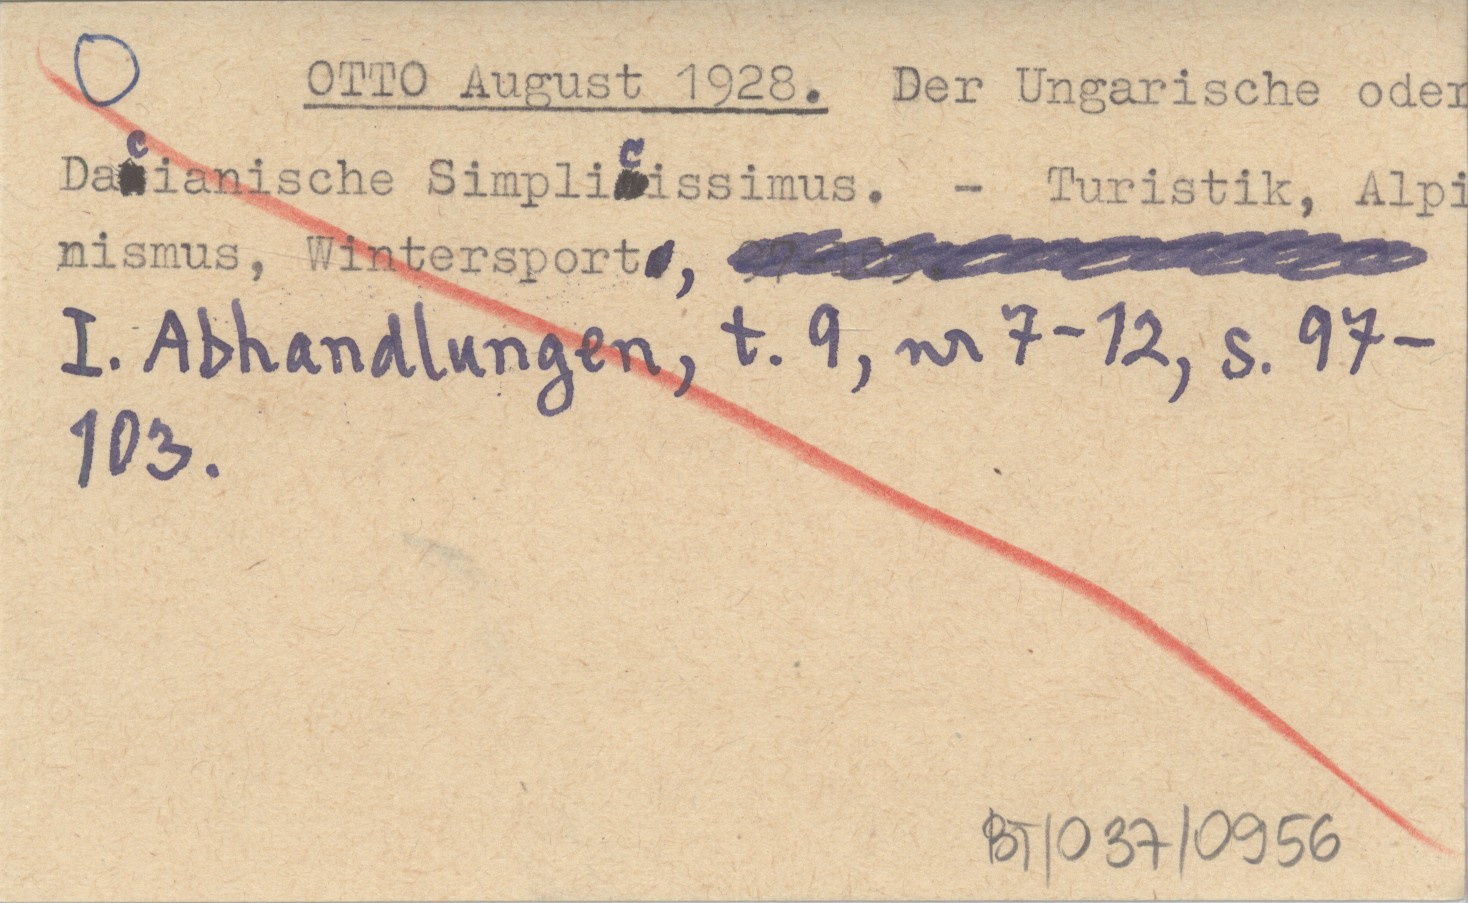 OTTO August 1928. Der Ungarische oder
Dacianische Simplicissimus. - Turistik, Alpi
nismus, Wintersport,
I. Abhandlungen, t. 9, nr 7-12, s. 97-
103.
BT/037/0956